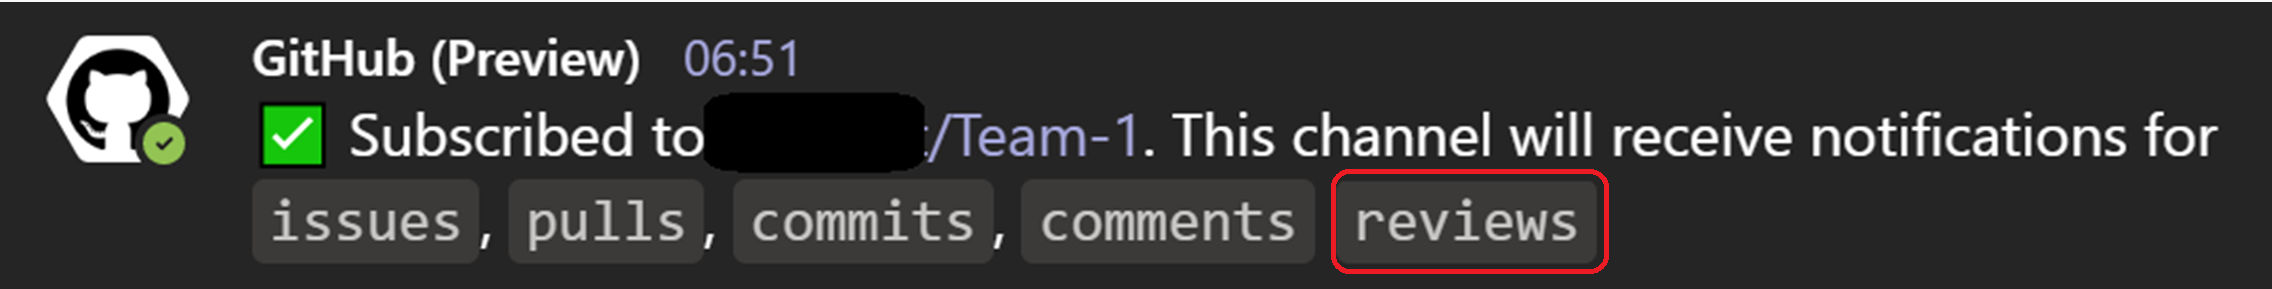 GitHub (Preview) 06:51
Subscribed to /Team-1. This channel will receive notifications for
issues, pulls, commits, comments reviews